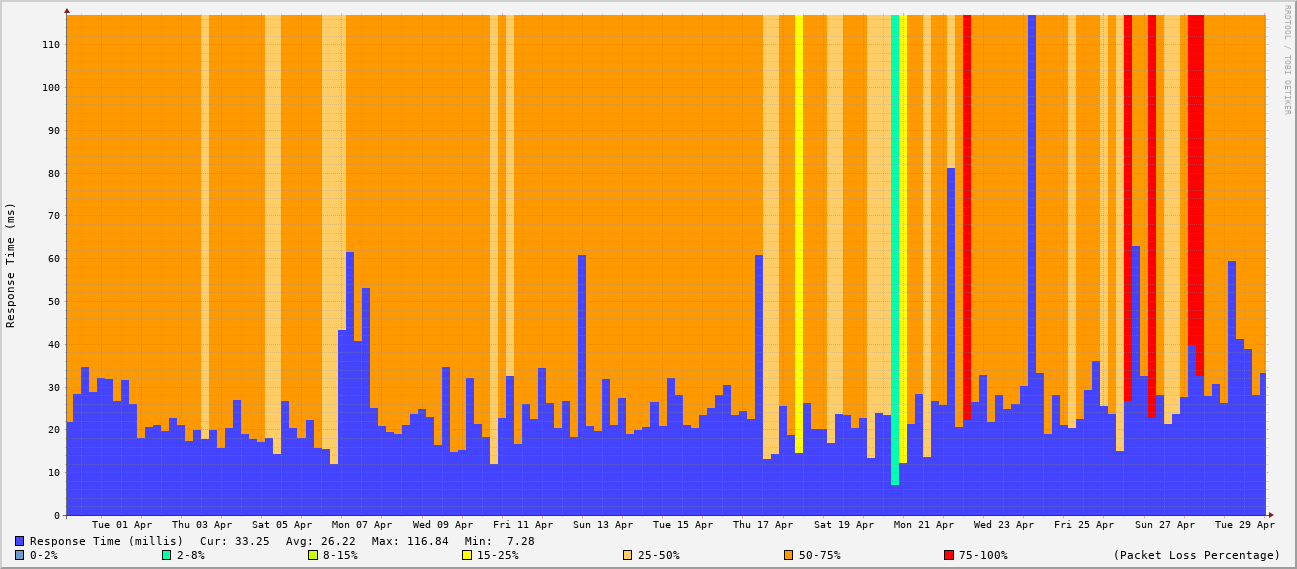 RRDTOOL / TOBI OETIKER
Response Time (ms)
110
100
90
80
70
60
50
40
30
20
10
0
Tue 01 Apr Thu 03 Apr Sat 05 Apr Mon 07 Apr Wed 09 Apr Fri 11 Apr Sun 13 Apr Tue 15 Apr Thu 17 Apr Sat 19 Apr Mon 21 Apr Wed 23 Apr Fri 25 Apr Sun 27 Apr Tue 29 Apr
Response Time (millis) Cur: 33.25 Avg: 26.22 Max: 116.84 Min: 7.28
0-2% 2-8% 8-15% 15-25% 25-50% 50-75% 75-100% (Packet Loss Percentage)